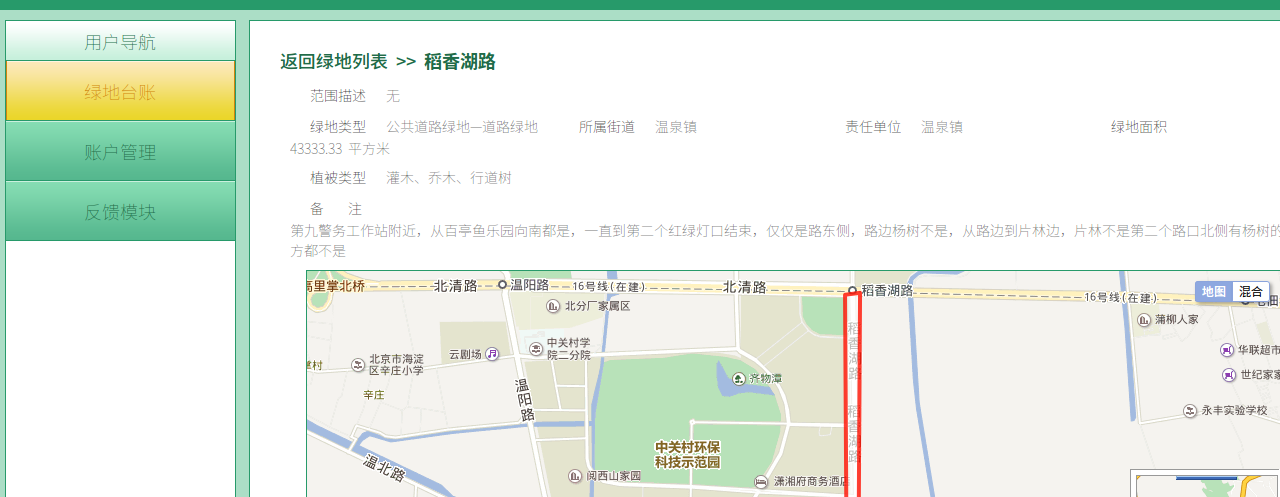 用户导航
绿地台账
账户管理
反馈模块
返回绿地列表 >> 稻香湖路
范围描述 无
绿地类型 公共道路绿地—道路绿地 所属街道 温泉镇 责任单位 温泉镇 绿地面积
43333.33 平方米
植被类型 灌木、乔木、行道树
备 注
第九警务工作站附近，从百亭鱼乐园向南都是，一直到第二个红绿灯口结束，仅仅是路东侧，路边杨树不是，从路边到片林边，片林不是第二个路口北侧有杨树的
方都不是
高里掌北桥
北清路
温阳路
16号线(在建)
北清路
稻香湖路
16号线(在建)
地图 混合
北分厂家属区
蒲柳人家
稻香湖路
中关村学
院二分院
云剧场
华联超市
北京市海淀
区辛庄小学
掌村
世纪家
齐物潭
温阳路
辛庄
稻香湖路
永丰实验学校
中关村环保
科技示范园
温北路
阅西山家园
潇湘府商务酒店